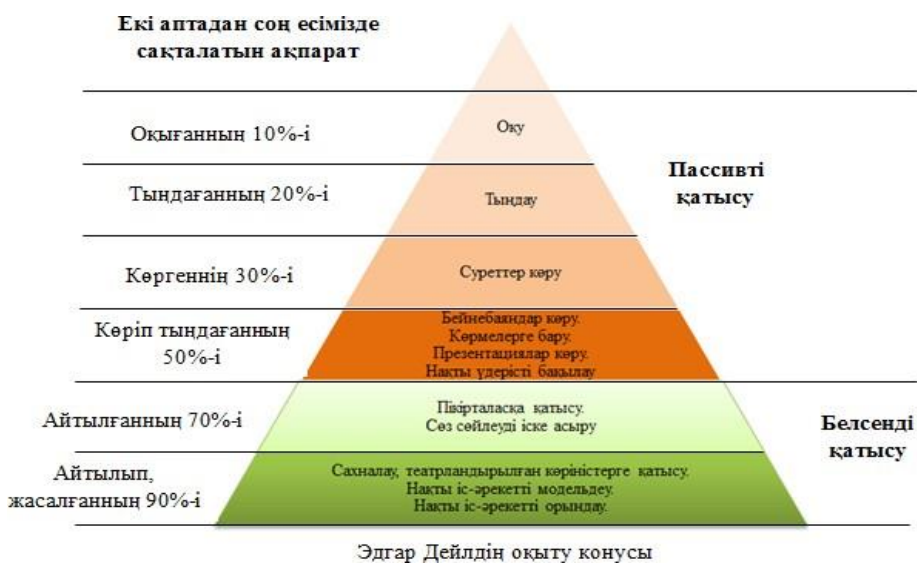 Екі аптадан соң есімізде
сақталатын ақпарат
Оқығанның 10%-і
Оқу
Тыңдағанның 20%-і
Тыңдау
Пассивті
қатысу
Көргеннің 30%-і
Суреттер көру
Көріп тыңдағанның
50%-і
Бейнебаяндар көру.
Көрмелерге бару.
Презентациялар көру.
Нақты үдерісті бақылау
Айтылғанның 70%-і
Пікірталасқа қатысу.
Сөз сөйлеуді іске асыру
Белсенді
қатысу
Айтылып,
жасалғанның 90%-і
Сахналау, театрландырылған көріністерге қатысу.
Нақты іс-әрекетті модельдеу.
Нақты іс-әрекетті орындау.
Эдгар Дейлдің оқыту конусы